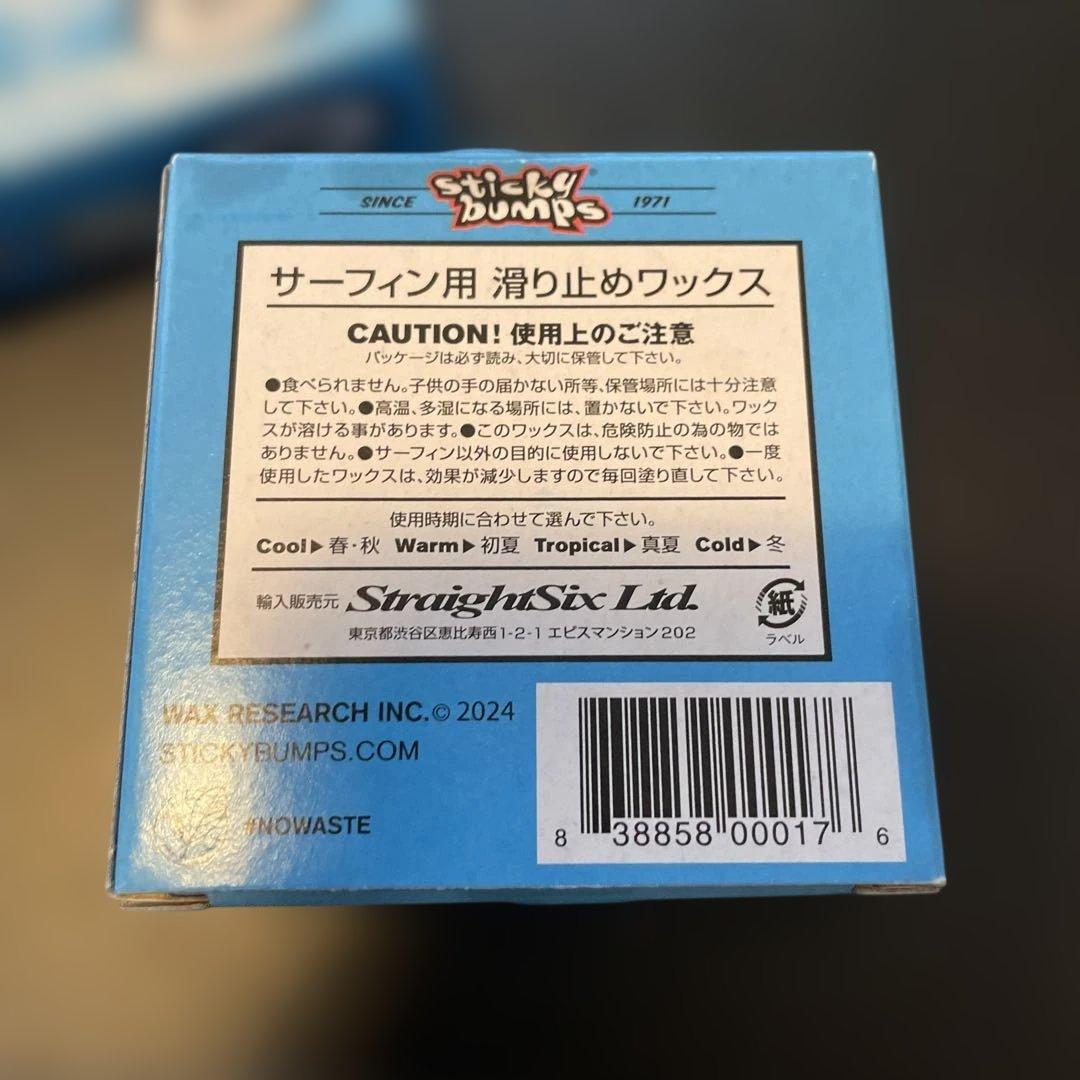 SINCE sticky bumps 1971
サーフィン用 滑り止めワックス
CAUTION! 使用上のご注意
パッケージは必ず読み、大切に保管して下さい。
●食べられません。子供の手の届かない所等、保管場所には十分注意
して下さい。●高温、多湿になる場所には、置かないで下さい。ワック
スが溶ける事があります。●このワックスは、危険防止の為の物では
ありません。●サーフィン以外の目的に使用しないで下さい。●一度
使用したワックスは、効果が減少しますので毎回塗り直して下さい。
使用時期に合わせて選んで下さい。
Cool▶春・秋 Warm▶初夏 Tropical▶真夏 Cold▶冬
輸入販売元 StraightSix Ltd.
東京都渋谷区恵比寿西1-2-1 エビスマンション202
紙
ラベル
WAX RESEARCH INC.© 2024
STICKYBUMPS.COM
#NOWASTE
8 38858 00017 6